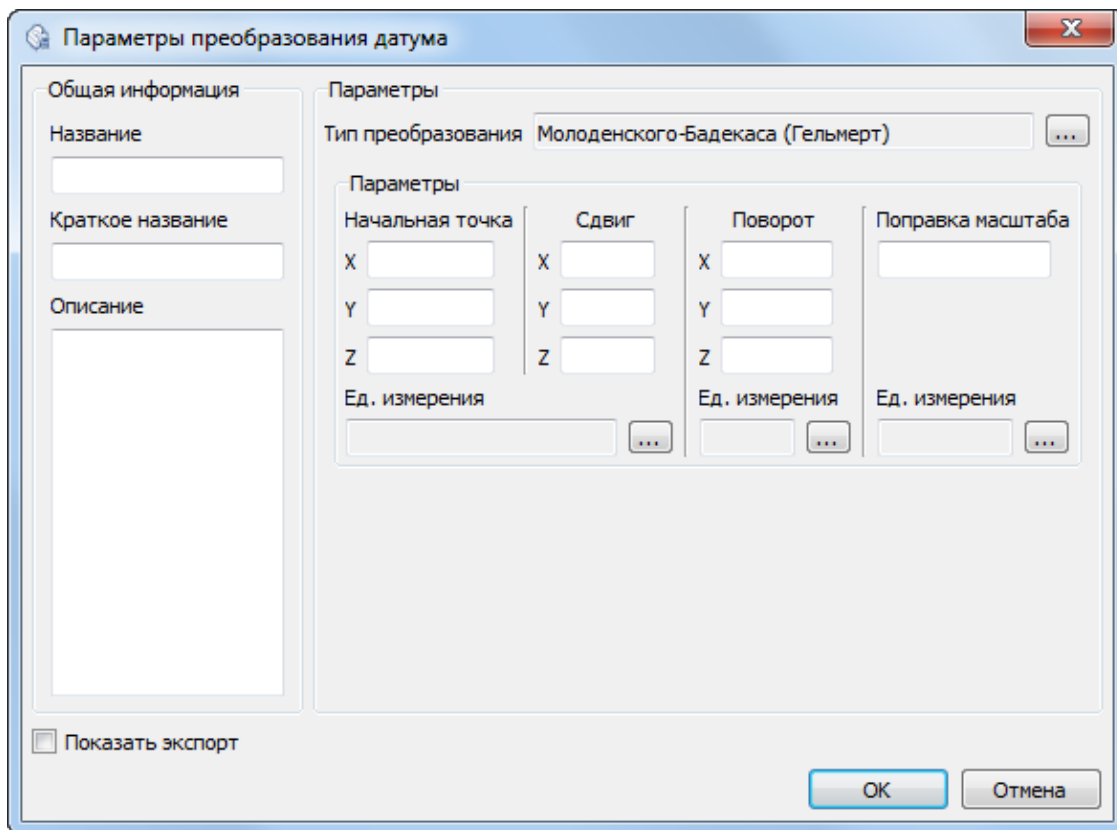 Параметры преобразования датума
Общая информация
Название
Краткое название
Описание
Параметры
Тип преобразования Молоденского-Бадекаса (Гельмерт) ...
Параметры
Начальная точка Сдвиг Поворот Поправка масштаба
X X X
Y Y Y
Z Z Z
Ед. измерения Ед. измерения Ед. измерения
... ... ...
Показать экспорт
OK Отмена